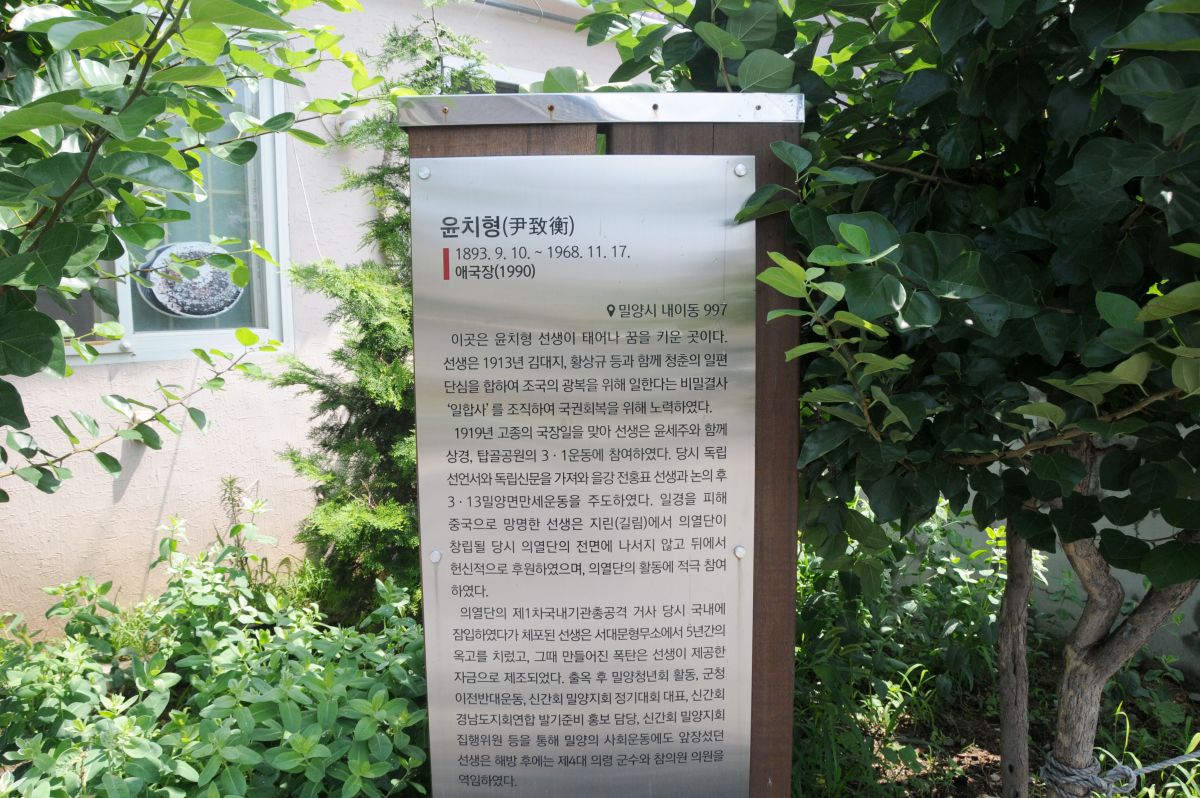 윤치형(尹致衡)
1893. 9. 10. ~ 1968. 11. 17.
애국장(1990)
밀양시 내이동 997
이곳은 윤치형 선생이 태어나 꿈을 키운 곳이다.
선생은 1913년 김대지, 황상규 등과 함께 청춘의 일편
단심을 합하여 조국의 광복을 위해 일한다는 비밀결사
‘일합사’를 조직하여 국권회복을 위해 노력하였다.
1919년 고종의 국장일을 맞아 선생은 윤세주와 함께
상경, 탑골공원의 3·1운동에 참여하였다. 당시 독립
선언서와 독립신문을 가져와 을강 전홍표 선생과 논의 후
3·13밀양면만세운동을 주도하였다. 일경을 피해
중국으로 망명한 선생은 지린(길림)에서 의열단이
창립될 당시 의열단의 전면에 나서지 않고 뒤에서
헌신적으로 후원하였으며, 의열단의 활동에 적극 참여
하였다.
의열단의 제1차국내기관총공격 거사 당시 국내에
잠입하였다가 체포된 선생은 서대문형무소에서 5년간의
옥고를 치렀고, 그때 만들어진 폭탄은 선생이 제공한
자금으로 제조되었다. 출옥 후 밀양청년회 활동, 군청
이전반대운동, 신간회 밀양지회 정기대회 대표, 신간회
경남도지회연합 발기준비 홍보 담당, 신간회 밀양지회
집행위원 등을 통해 밀양의 사회운동에도 앞장섰던
선생은 해방 후에는 제4대 의령 군수와 참의원 의원을
역임하였다.